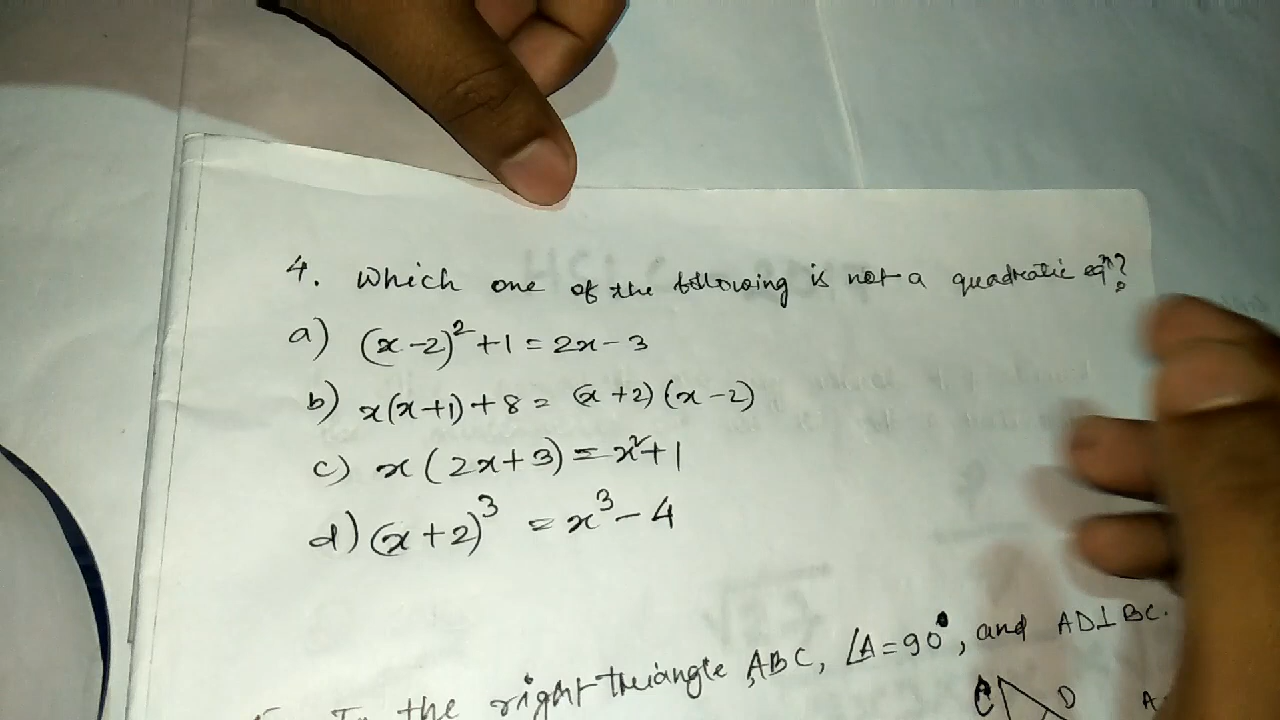 4. Which one of the following is not a quadratic eqⁿ?
a) (x-2)²+1 = 2x-3
b) x(x+1)+8 = (x+2)(x-2)
c) x(2x+3) = x²+1
d) (x+2)³ = x³-4
In the right triangle, ABC, ∠A=90°, and AD⊥BC.
C D A